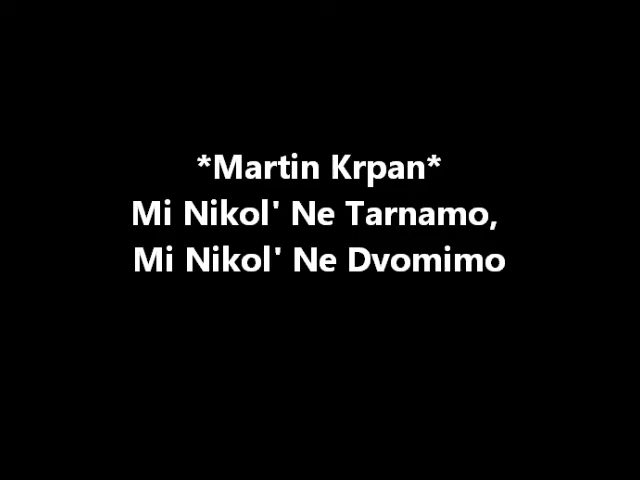 *Martin Krpan*
Mi Nikol' Ne Tarnamo,
Mi Nikol' Ne Dvomimo